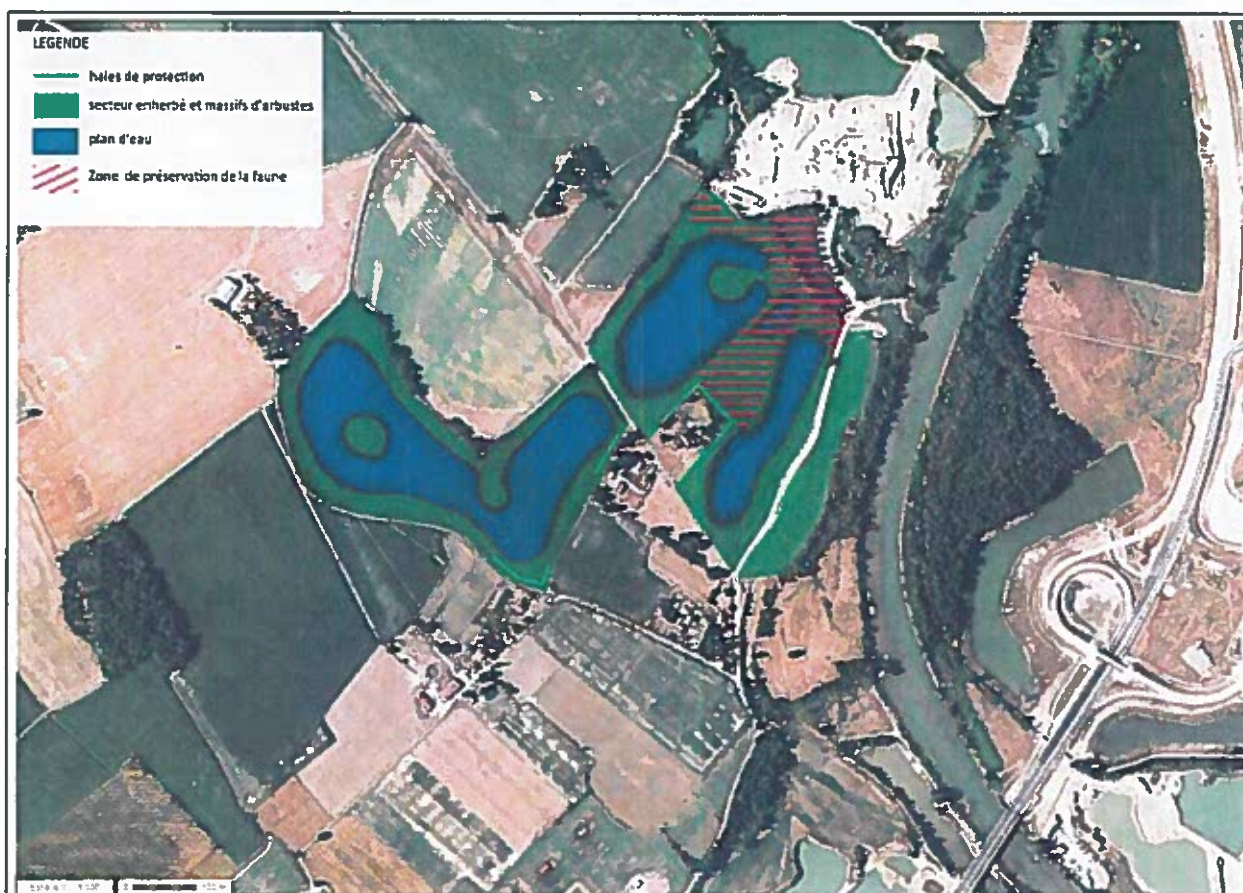 LEGENDE
haies de protection
secteur enherbé et massifs d'arbustes
plan d'eau
Zone de préservation de la faune